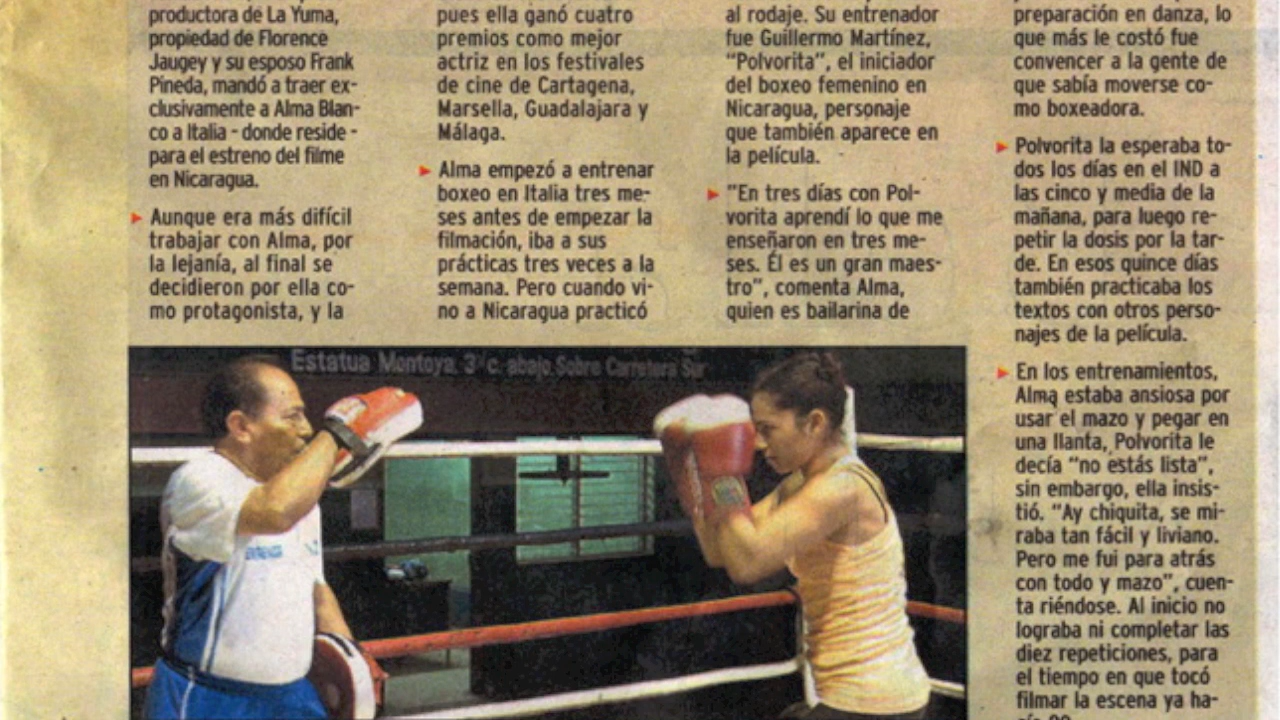 productora de La Yuma,
propiedad de Florence
Jaugey y su esposo Frank
Pineda, mandó a traer ex-
clusivamente a Alma Blan-
co a Italia - donde reside -
para el estreno del filme
en Nicaragua.
Aunque era más difícil
trabajar con Alma, por
la lejanía, al final se
decidieron por ella co-
mo protagonista, y la
pues ella ganó cuatro
premios como mejor
actriz en los festivales
de cine de Cartagena,
Marsella, Guadalajara y
Málaga.
Alma empezó a entrenar
boxeo en Italia tres me-
ses antes de empezar la
filmación, iba a sus
prácticas tres veces a la
semana. Pero cuando vi-
no a Nicaragua practicó
al rodaje. Su entrenador
fue Guillermo Martínez,
“Polvorita”, el iniciador
del boxeo femenino en
Nicaragua, personaje
que también aparece en
la película.
"En tres días con Pol-
vorita aprendí lo que me
enseñaron en tres me-
ses. Él es un gran maes-
tro”, comenta Alma,
quien es bailarina de
preparación en danza, lo
que más le costó fue
convencer a la gente de
que sabía moverse co-
mo boxeadora.
Polvorita la esperaba to-
dos los días en el IND a
las cinco y media de la
mañana, para luego re-
petir la dosis por la tar-
de. En esos quince días
también practicaba los
textos con otros perso-
najes de la película.
En los entrenamientos,
Alma estaba ansiosa por
usar el mazo y pegar en
una llanta, Polvorita le
decía “no estás lista”,
sin embargo, ella insis-
tió. “Ay chiquita, se mi-
raba tan fácil y liviano.
Pero me fui para atrás
con todo y mazo”, cuen-
ta riéndose. Al inicio no
lograba ni completar las
diez repeticiones, para
el tiempo en que tocó
filmar la escena ya ha-
Estatua Montoya, 3 c. abajo, Sobre Carretera Sur